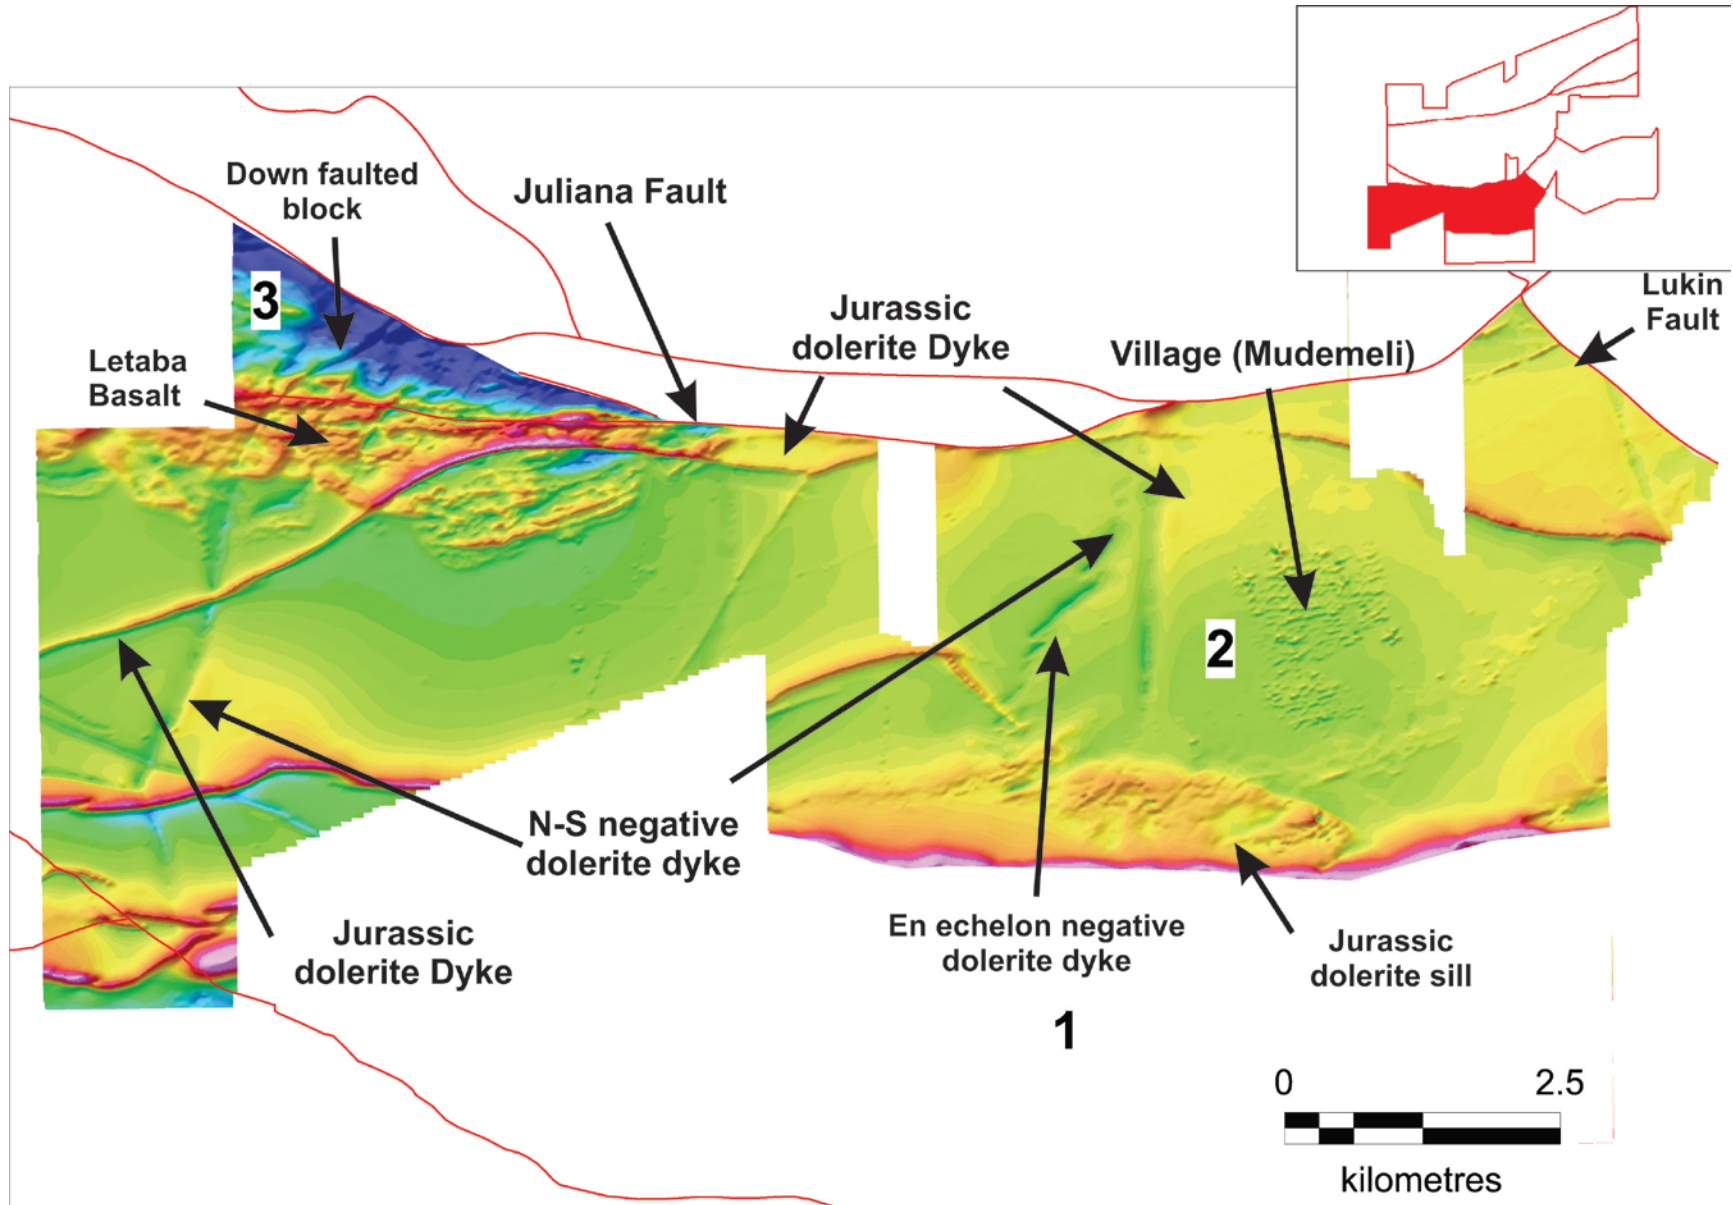 Down faulted
block
Juliana Fault
3
Lukin
Fault
Jurassic
dolerite Dyke
Village (Mudemeli)
Letaba
Basalt
2
N-S negative
dolerite dyke
En echelon negative
dolerite dyke
Jurassic
dolerite Dyke
Jurassic
dolerite sill
1
0 2.5
kilometres